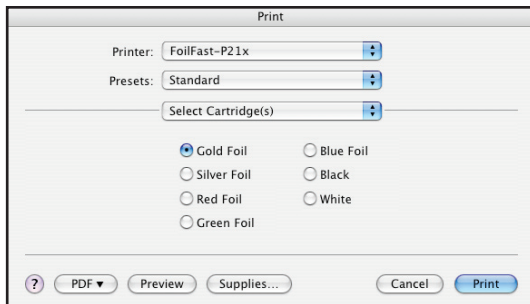 Print
Printer: FoilFast-P21x
Presets: Standard
Select Cartridge(s)
Gold Foil Blue Foil
Silver Foil Black
Red Foil White
Green Foil
? PDF ▼ Preview Supplies... Cancel Print